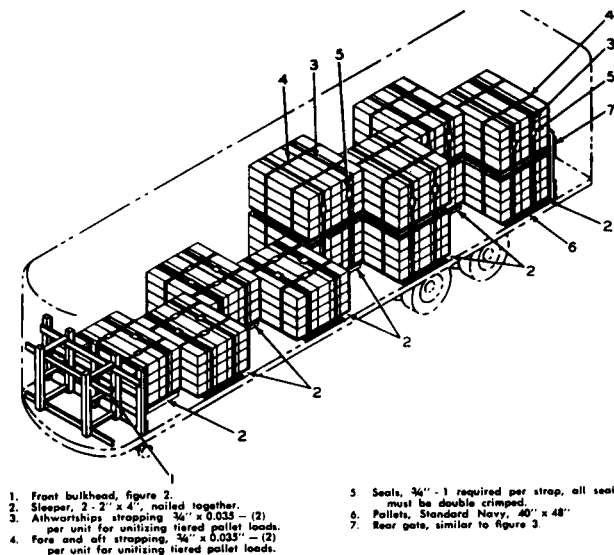 4
3
5
7
5
3
4
2
6
2
2
2
2
1
1. Front bulkhead, figure 2.
2. Sleeper, 2 - 2" x 4", nailed together.
3. Athwartships strapping ¾" x 0.035 — (2)
per unit for unitizing tiered pallet loads.
4. Fore and aft strapping, ¾" x 0.035" — (2)
per unit for unitizing tiered pallet loads.
5. Seals, ¾" - 1 required per strap, all seal
must be double crimped.
6. Pallets, Standard Navy, 40" x 48"
7. Rear gate, similar to figure 3.